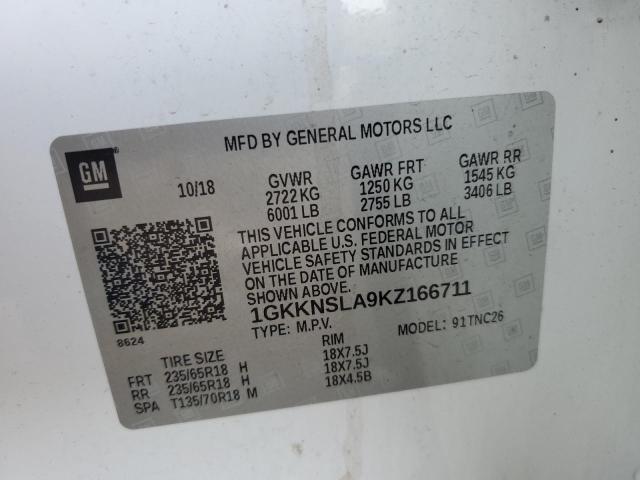 MFD BY GENERAL MOTORS LLC
GM
10/18
GVWR
2722 KG
6001 LB
GAWR FRT
1250 KG
2755 LB
GAWR RR
1545 KG
3406 LB
THIS VEHICLE CONFORMS TO ALL
APPLICABLE U.S. FEDERAL MOTOR
VEHICLE SAFETY STANDARDS IN EFFECT
ON THE DATE OF MANUFACTURE
SHOWN ABOVE.
1GKKNSLA9KZ166711
TYPE: M.P.V. MODEL: 91TNC26
8624
TIRE SIZE RIM
FRT 235/65R18 H 18X7.5J
RR 235/65R18 H 18X7.5J
SPA T135/70R18 M 18X4.5B